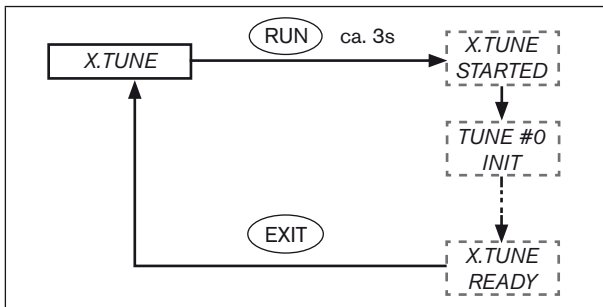 RUN ca. 3s
X.TUNE
X.TUNE
STARTED
TUNE #0
INIT
EXIT
X.TUNE
READY